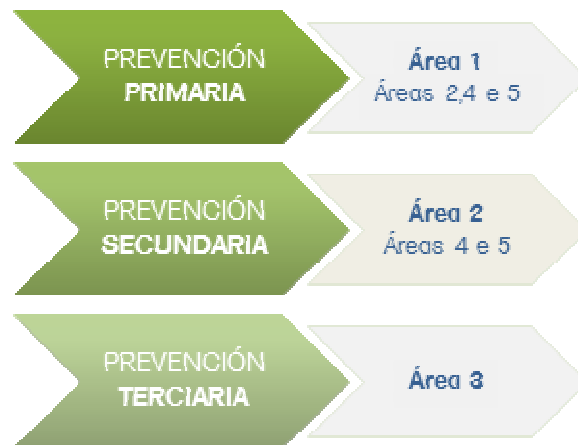 PREVENCIÓN
PRIMARIA
Área 1
Áreas 2,4 e 5
PREVENCIÓN
SECUNDARIA
Área 2
Áreas 4 e 5
PREVENCIÓN
TERCIARIA
Área 3